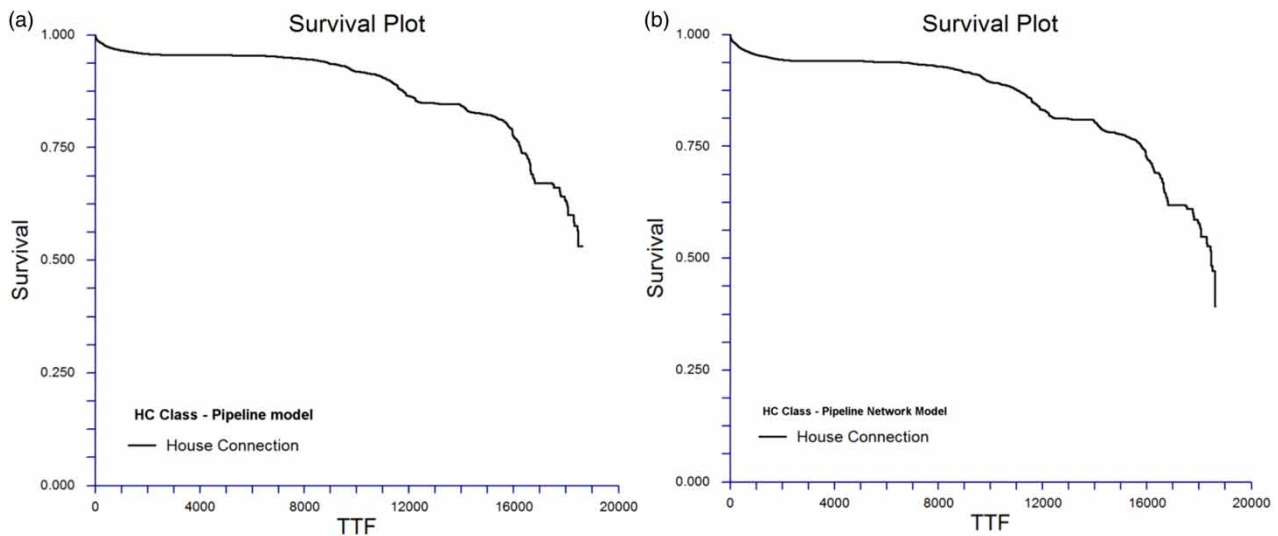 (a)
Survival Plot
1.000
0.750
0.500
0.250
0.000
Survival
HC Class - Pipeline model
House Connection
0
4000
8000
12000
16000
20000
TTF
(b)
Survival Plot
1.000
0.750
0.500
0.250
0.000
Survival
HC Class - Pipeline Network Model
House Connection
0
4000
8000
12000
16000
20000
TTF